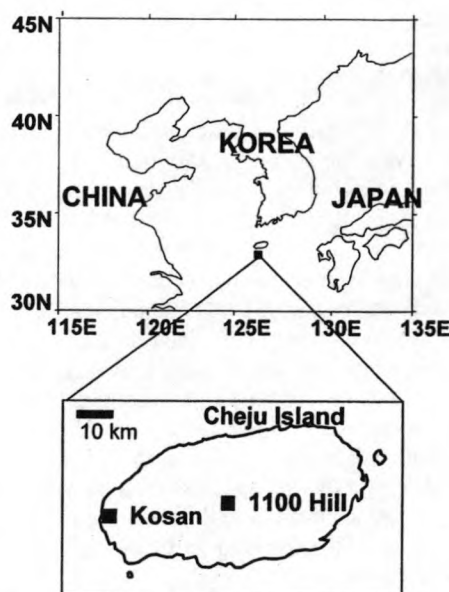 45N
40N
KOREA
CHINA
JAPAN
35N
30N
115E 120E 125E 130E 135E
Cheju Island
10 km
1100 Hill
Kosan